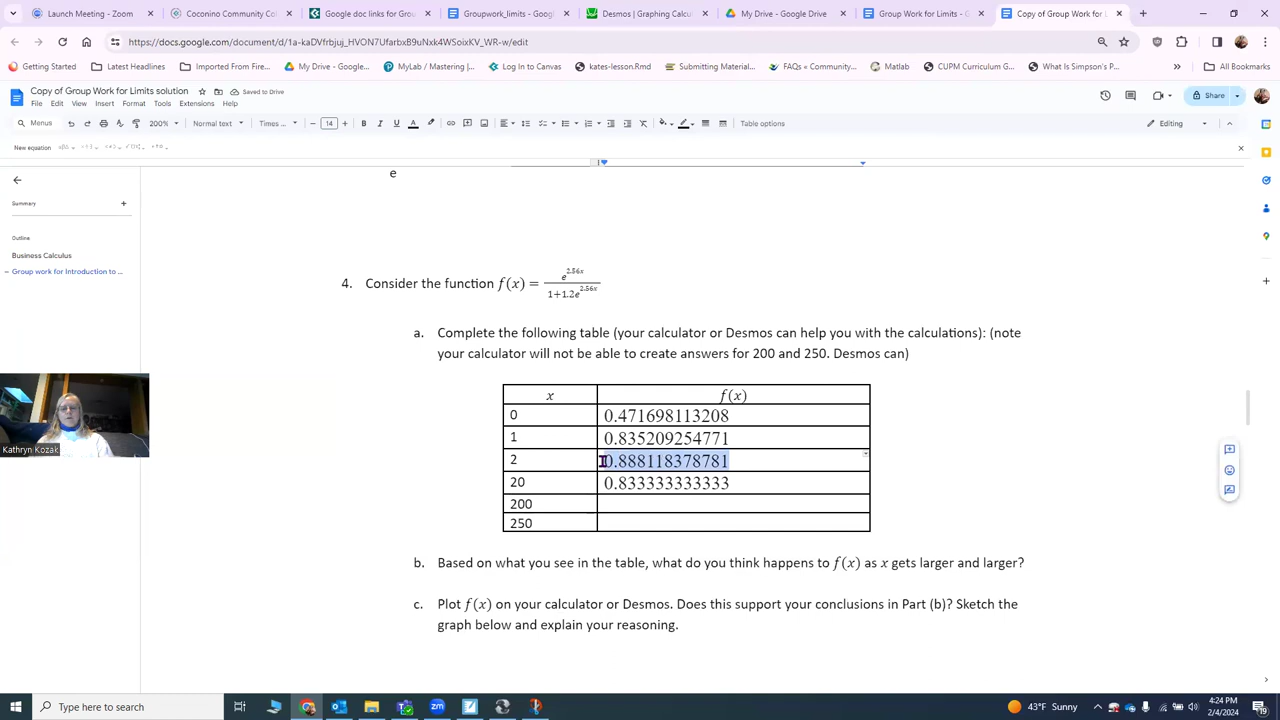 Launch Meeting - Zoom
Coconino Community Col
Google doc links for Grou
Groupwork_limits - Goo
Desmos | Graphing Calcu
My Drive - Google Drive
Group Work for Limits -
Copy of Group Work for L
https://docs.google.com/document/d/1a-kaDVfrbjuj_HVON7UfarbxB9uNxk4WSoixKV_WR-w/edit
Getting Started
Latest Headlines
Imported From Fire...
My Drive - Google...
MyLab / Mastering |...
Log In to Canvas
kates-lesson.Rmd
Submitting Material...
FAQs « Community...
Matlab
CUPM Curriculum G...
What Is Simpson's P...
All Bookmarks
Copy of Group Work for Limits solution
Saved to Drive
File Edit View Insert Format Tools Extensions Help
Share
Menus
200%
Normal text
Times ...
14
Table options
Editing
New equation
Summary
Outline
Business Calculus
Group work for Introduction to ...
e
4. Consider the function f(x) = e^2.56x / 1+1.2e^2.56x
a. Complete the following table (your calculator or Desmos can help you with the calculations): (note
your calculator will not be able to create answers for 200 and 250. Desmos can)
x f(x)
0 0.471698113208
1 0.835209254771
2 0.888118378781
20 0.833333333333
200
250
b. Based on what you see in the table, what do you think happens to f(x) as x gets larger and larger?
c. Plot f(x) on your calculator or Desmos. Does this support your conclusions in Part (b)? Sketch the
graph below and explain your reasoning.
Kathryn Kozak
Type here to search
43°F Sunny
4:24 PM
2/4/2024